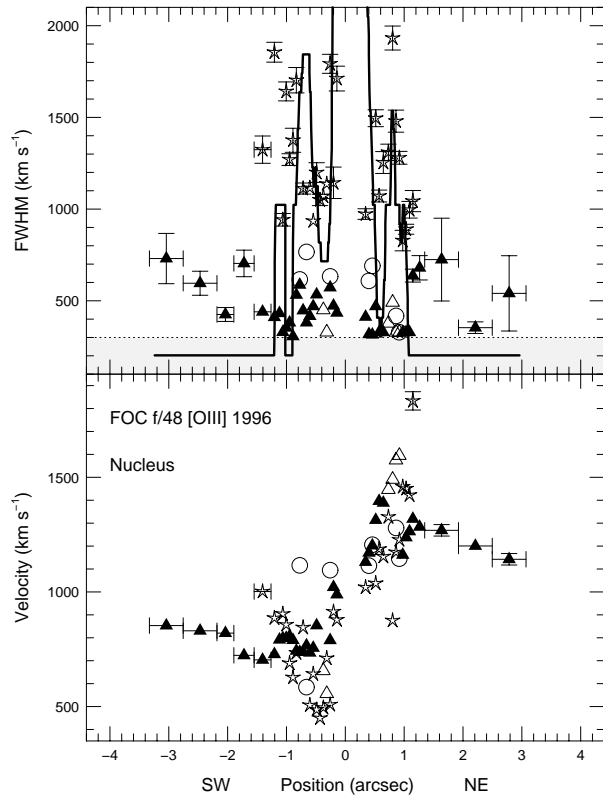 2000
1500
1000
500
FWHM (km s⁻¹)
FOC f/48 [OIII] 1996
Nucleus
1500
1000
500
Velocity (km s⁻¹)
−4 −3 −2 −1 0 1 2 3 4
SW Position (arcsec) NE